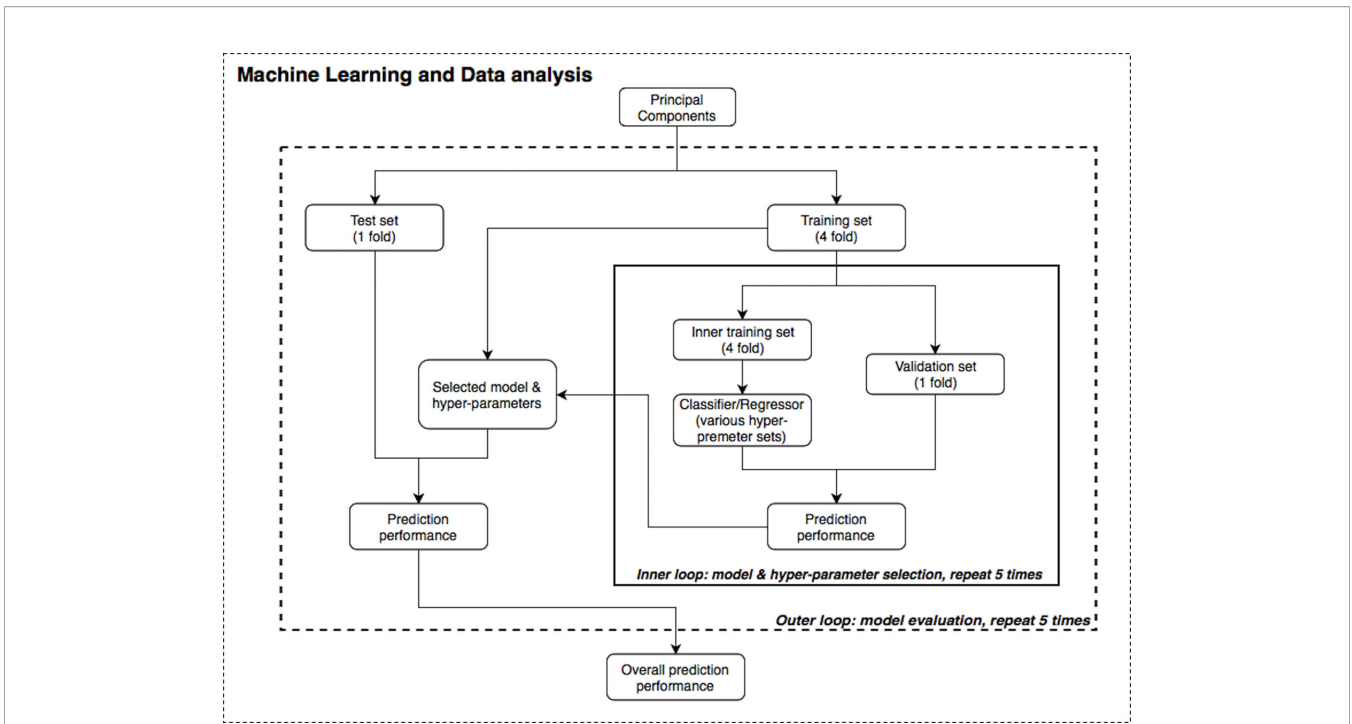 Machine Learning and Data analysis
Principal
Components
Test set
(1 fold)
Training set
(4 fold)
Inner training set
(4 fold)
Validation set
(1 fold)
Selected model &
hyper-parameters
Classifier/Regressor
(various hyper-
premeter sets)
Prediction
performance
Prediction
performance
Inner loop: model & hyper-parameter selection, repeat 5 times
Outer loop: model evaluation, repeat 5 times
Overall prediction
performance